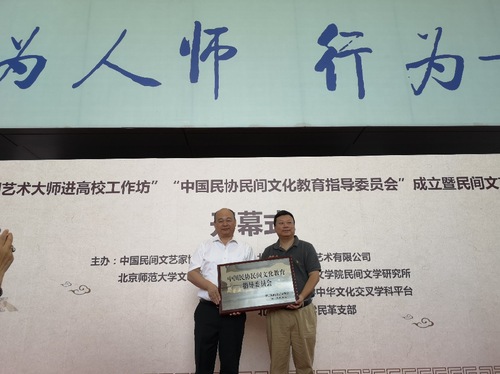 为人师 行为
艺术大师进高校工作坊” “中国民协民间文化教育指导委员会”成立暨民间文
幕式
主办：中国民间文艺家协 艺术有限公司
北京师范大学文 文学院民间文学研究所
中华文化交叉学科平台
民革支部
中国民协民间文化教育
指导委员会